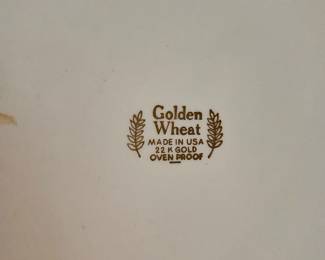 Golden
Wheat
MADE IN USA
22 K GOLD
OVEN PROOF